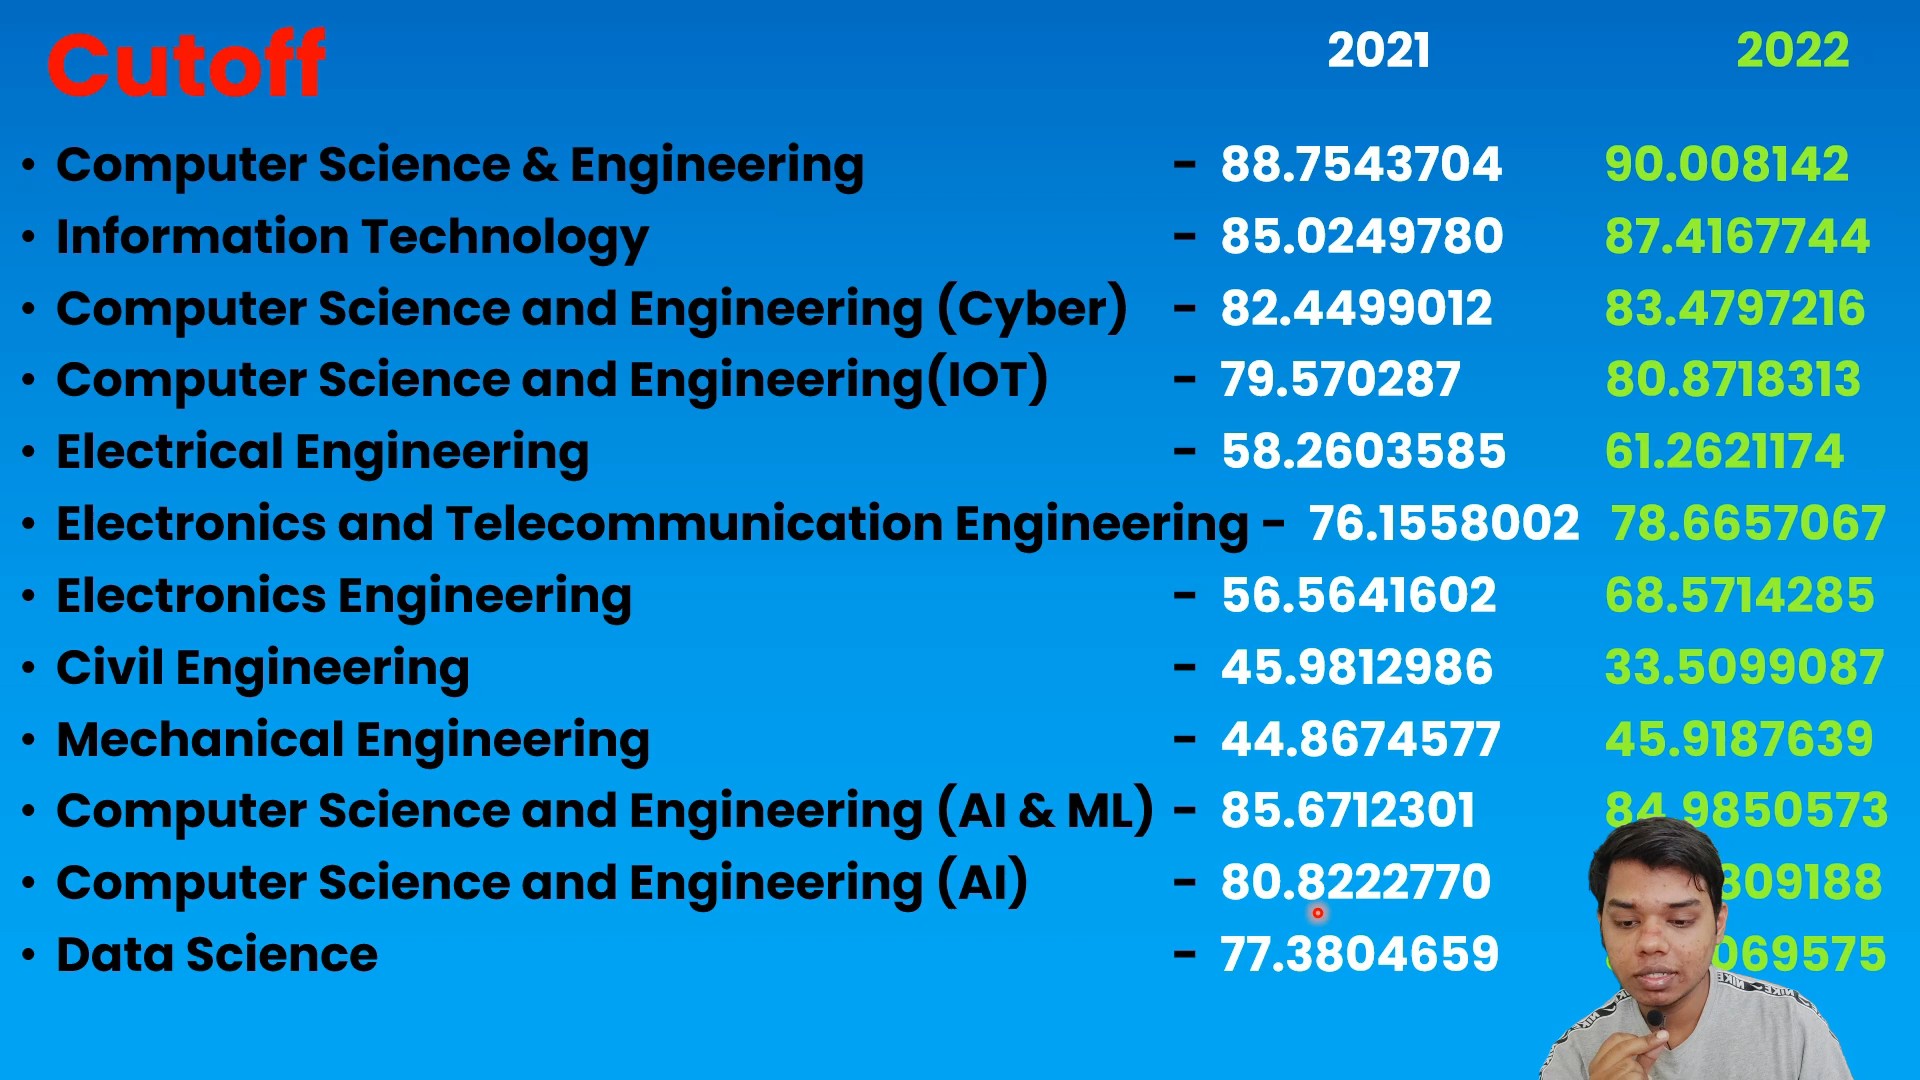 Cutoff 2021 2022
• Computer Science & Engineering - 88.7543704 90.008142
• Information Technology - 85.0249780 87.4167744
• Computer Science and Engineering (Cyber) - 82.4499012 83.4797216
• Computer Science and Engineering(IOT) - 79.570287 80.8718313
• Electrical Engineering - 58.2603585 61.2621174
• Electronics and Telecommunication Engineering - 76.1558002 78.6657067
• Electronics Engineering - 56.5641602 68.5714285
• Civil Engineering - 45.9812986 33.5099087
• Mechanical Engineering - 44.8674577 45.9187639
• Computer Science and Engineering (AI & ML) - 85.6712301 84.9850573
• Computer Science and Engineering (AI) - 80.8222770
• Data Science - 77.3804659